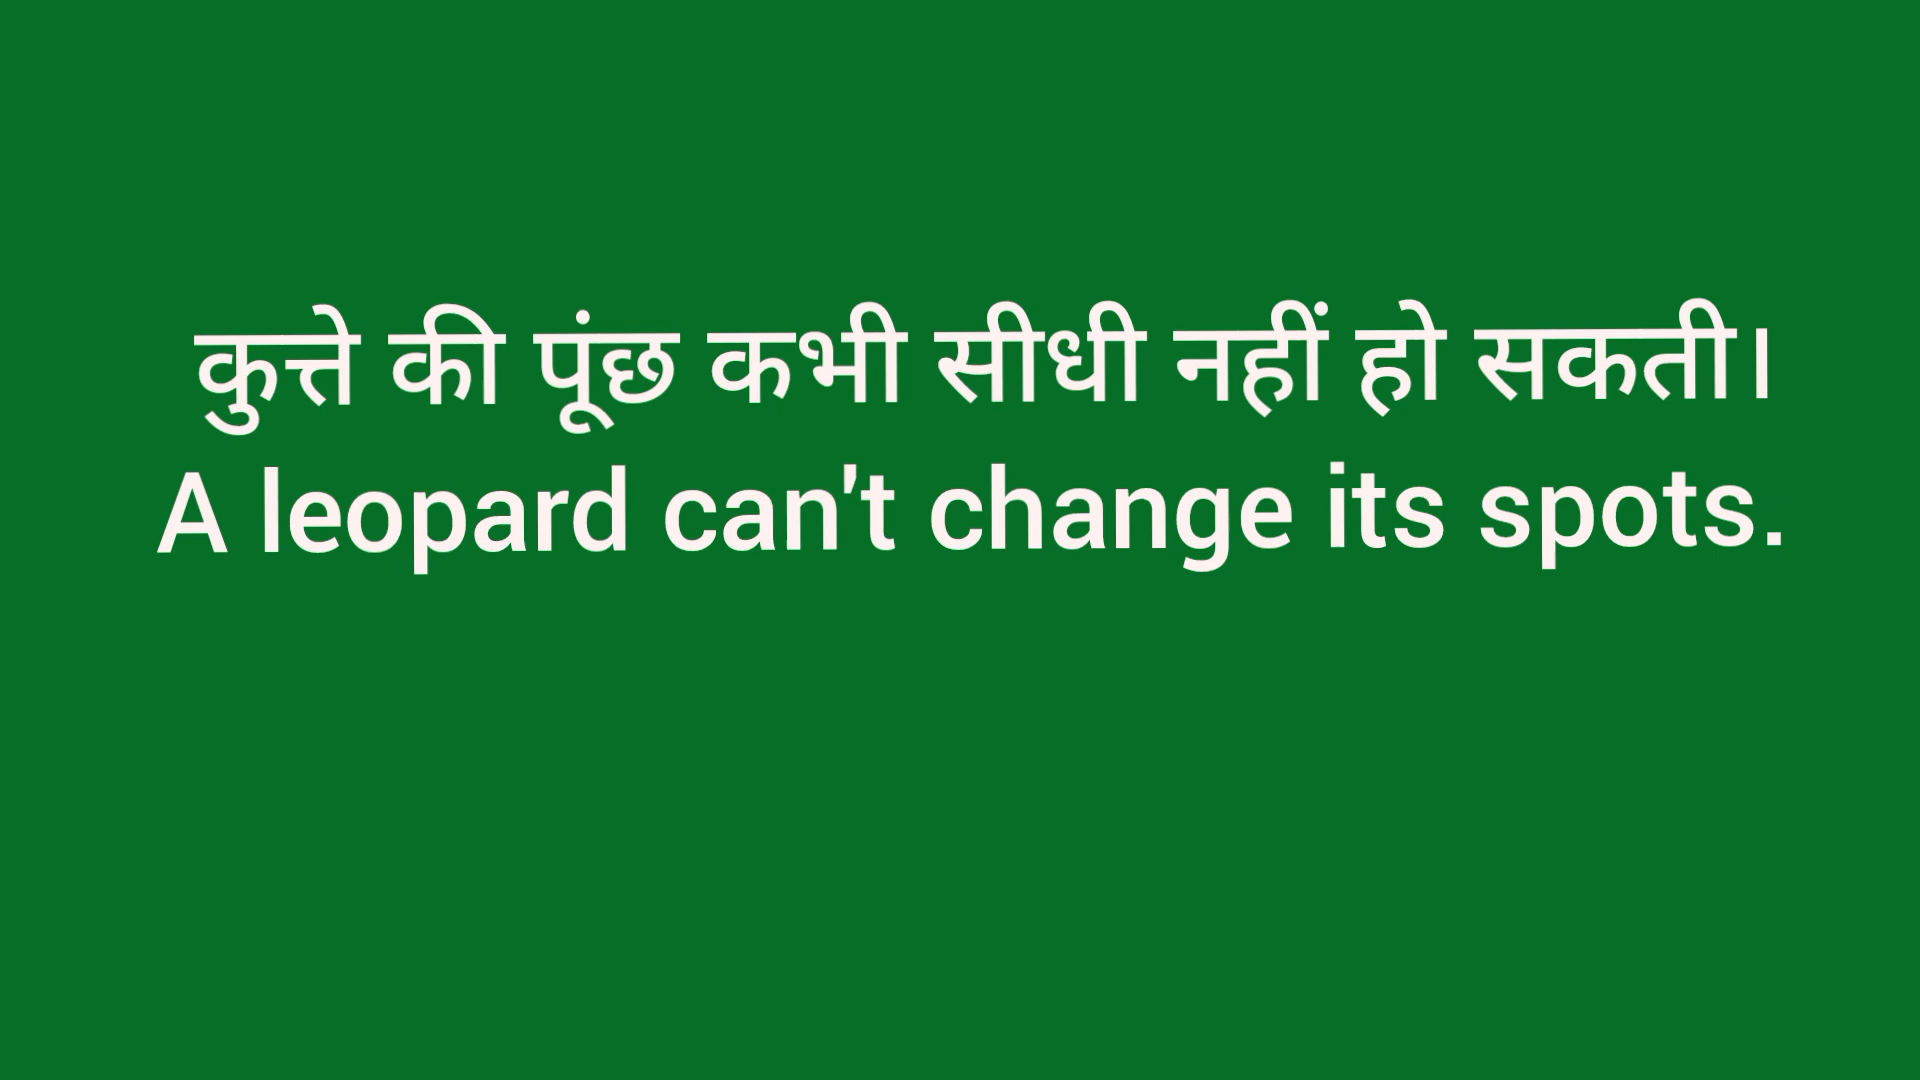 कुत्ते की पूंछ कभी सीधी नहीं हो सकती।
A leopard can't change its spots.